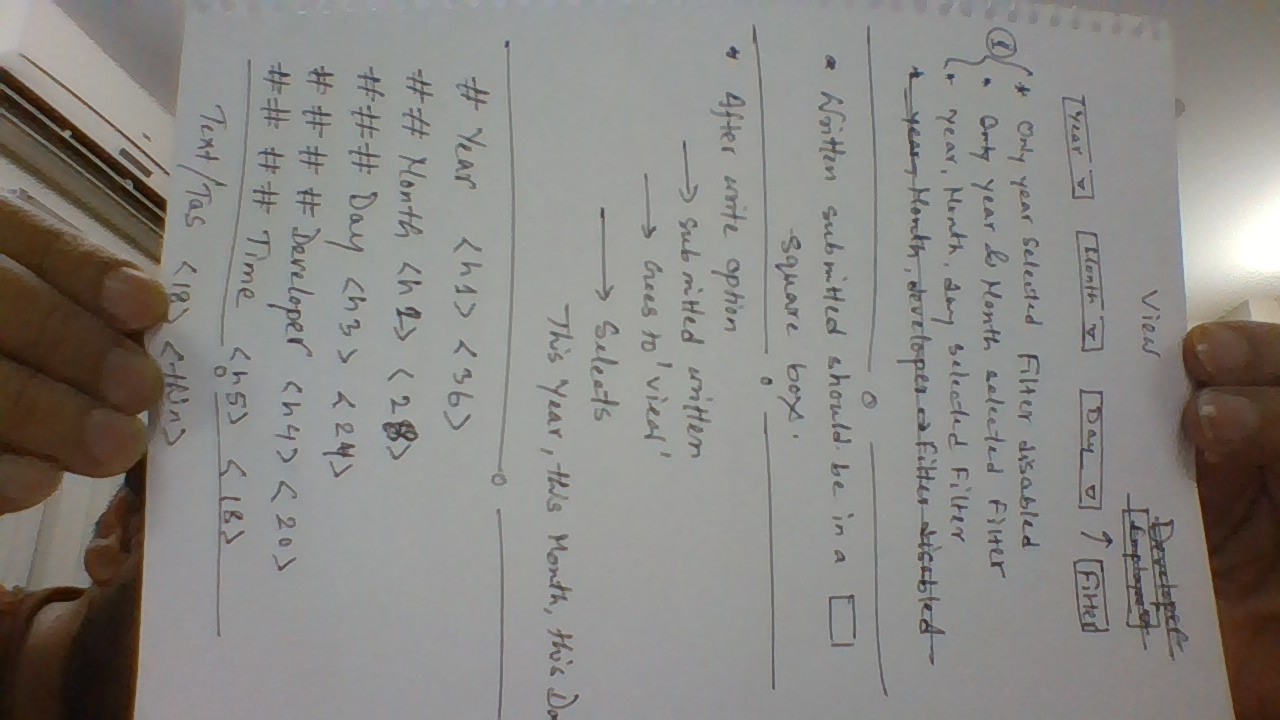 View
Developer
Employee
Year Month Day Filter
① * Only year selected Filter disabled
* Only year & Month selected Filter
* year, Month, day selected Filter
* year, Month, developer → Filter disabled
* Written submitted should be in a
square box.
* After write option
→ submitted written
→ Goes to 'view'
→ Selects
This Year, this Month, this Da
# Year <h1> <36>
## Month <h2> <28>
### Day <h3> <24>
#### Developer <h4> <20>
#### Time <h5> <18>
Text/Tas <18> <thin>